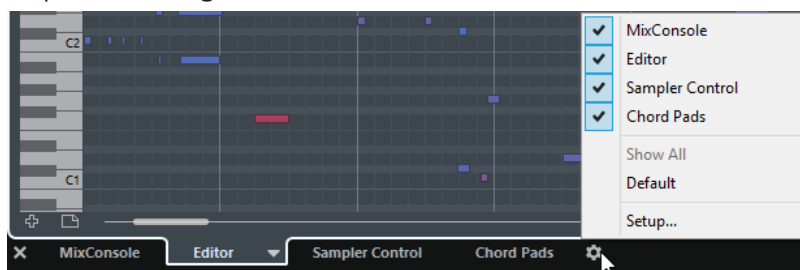 C2
C1
MixConsole
Editor
Sampler Control
Chord Pads
Show All
Default
Setup...
MixConsole Editor Sampler Control Chord Pads